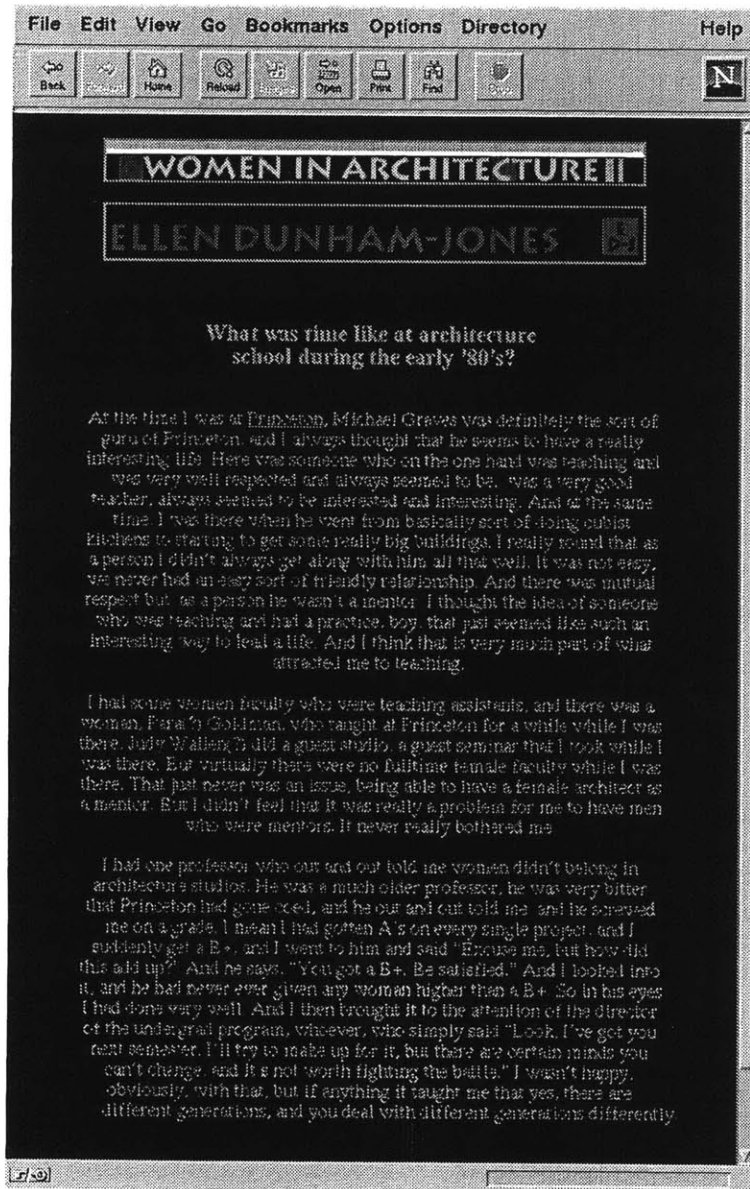 File Edit View Go Bookmarks Options Directory Help
Back Forward Home Reload Images Open Print Find Stop N
WOMEN IN ARCHITECTURE II
ELLEN DUNHAM-JONES
What was time like at architecture
school during the early '80's?
At the time I was at Princeton, Michael Graves was definitely the sort of
guru of Princeton, and I always thought that he seems to have a really
interesting life. Here was someone who on the one hand was teaching and
was very well respected and always seemed to be, was a very good
teacher, always seemed to be interested and interesting. And at the same
time, I was there when he went from basically sort of doing cubist
kitchens to starting to get some really big buildings. I really found that as
a person I didn't always get along with him all that well. It was not easy,
we never had an easy sort of friendly relationship. And there was mutual
respect but, as a person he wasn't a mentor. I thought the idea of someone
who was teaching and had a practice, boy, that just seemed like such an
interesting way to lead a life. And I think that is very much part of what
attracted me to teaching.
I had some women faculty who were teaching assistants, and there was a
woman, Fara(?) Goldman, who taught at Princeton for a while while I was
there. Judy Wallen(?) did a guest studio, a guest seminar that I took while I
was there. But virtually there were no fulltime female faculty while I was
there. That just never was an issue, being able to have a female architect as
a mentor. But I didn't feel that it was really a problem for me to have men
who were mentors. It never really bothered me.
I had one professor who out and out told me women didn't belong in
architecture studios. He was a much older professor, he was very bitter
that Princeton had gone coed, and he out and out told me, and he screwed
me on a grade. I mean I had gotten A's on every single project, and I
suddenly get a B+, and I went to him and said "Excuse me, but how did
this add up?" And he says, "You got a B+. Be satisfied." And I looked into
it, and he had never ever given any woman higher than a B+. So in his eyes
I had done very well. And I then brought it to the attention of the director
of the undergrad program, whoever, who simply said "Look, I've got you
next semester. I'll try to make up for it, but there are certain minds you
can't change, and it's not worth fighting the battle." I wasn't happy,
obviously, with that, but if anything it taught me that yes, there are
different generations, and you deal with different generations differently